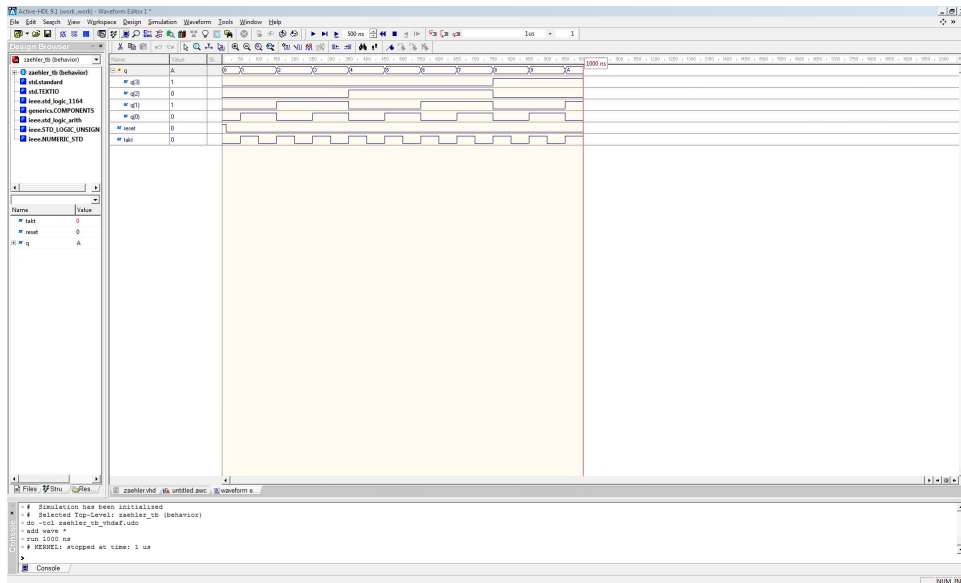 Active-HDL 9.1 (work ,work) - Waveform Editor 1 *
File Edit Search View Workspace Design Simulation Waveform Tools Window Help
500 ns 1us 1
Design Browser
zaehler_tb (behavior)
zaehler_tb (behavior)
std.standard
std.TEXTIO
ieee.std_logic_1164
generics.COMPONENTS
ieee.std_logic_arith
ieee.STD_LOGIC_UNSIGN
ieee.NUMERIC_STD
Name Value
takt 0
reset 0
q A
Files Stru Res...
Name Value
1000 ns
q A 0 1 2 3 4 5 6 7 8 9 A
q(3) 1
q(2) 0
q(1) 1
q(0) 0
reset 0
takt 0
zaehler.vhd untitled.awc waveform e...
# Simulation has been initialized
# Selected Top-Level: zaehler_tb (behavior)
do -tcl zaehler_tb_vhdaf.udo
add wave *
run 1000 ns
# KERNEL: stopped at time: 1 us
>
Console
Console
NUM IN